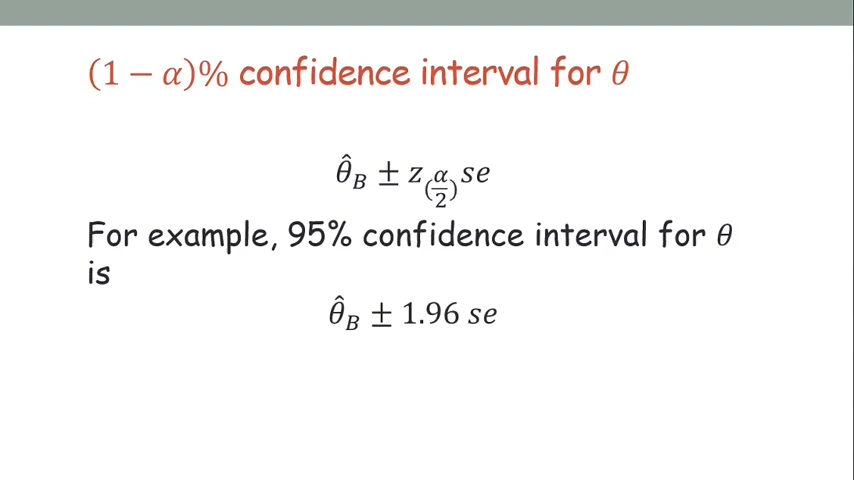 (1 − α)% confidence interval for θ
θ̂_B ± z_(α/2) se
For example, 95% confidence interval for θ
is
θ̂_B ± 1.96 se